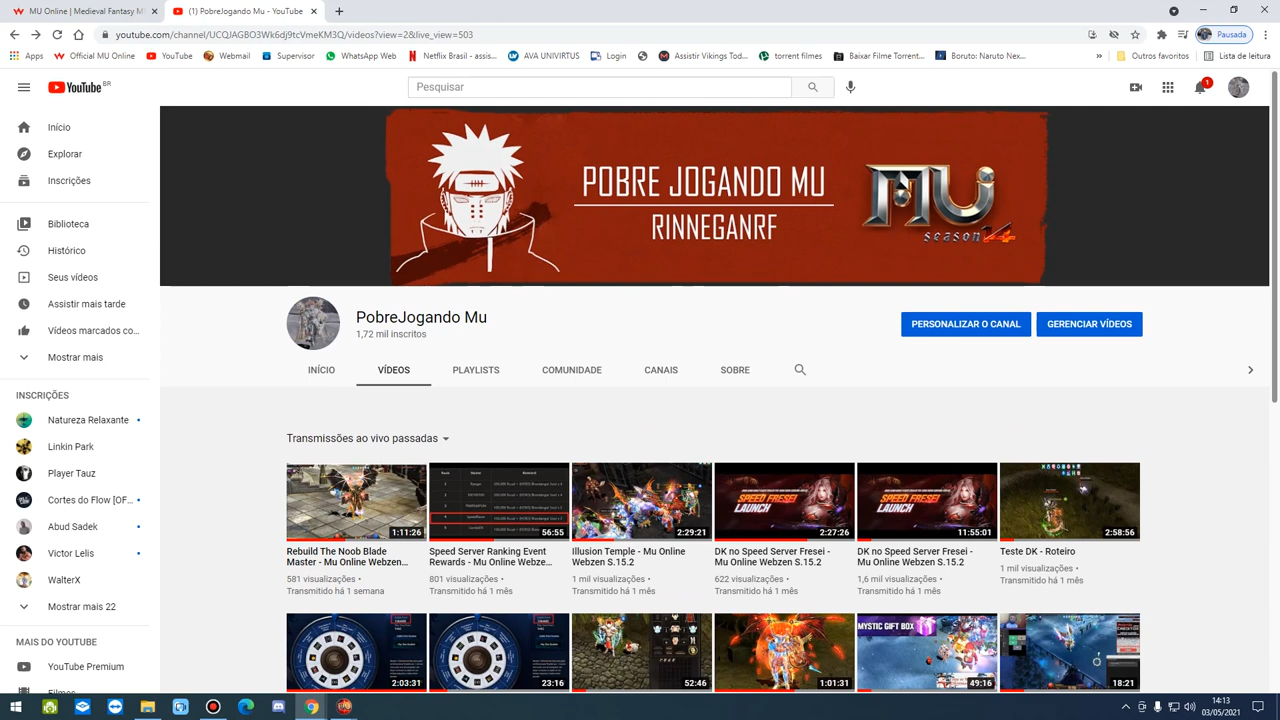 MU Online | Medieval Fantasy M
(1) PobreJogando Mu - YouTube
youtube.com/channel/UCQJAGBO3Wk6dj9tcVmeKM3Q/videos?view=2&live_view=503
Pausada
Apps
Official MU Online
YouTube
Webmail
Supervisor
WhatsApp Web
Netflix Brasil - assis...
AVA UNIVIRTUS
Login
Assistir Vikings Tod...
torrent filmes
Baixar Filme Torrent...
Boruto: Naruto Nex...
Outros favoritos
Lista de leitura
YouTube BR
Pesquisar
1
Início
Explorar
Inscrições
Biblioteca
Histórico
Seus vídeos
Assistir mais tarde
Vídeos marcados co...
Mostrar mais
INSCRIÇÕES
Natureza Relaxante
Linkin Park
Player Tauz
Cortes do Flow [OF...
Abud Sadek
Victor Lelis
WalterX
Mostrar mais 22
MAIS DO YOUTUBE
YouTube Premium
Filmes
POBRE JOGANDO MU
RINNEGANRF
MU
season 14
PobreJogando Mu
1,72 mil inscritos
PERSONALIZAR O CANAL
GERENCIAR VÍDEOS
INÍCIO
VÍDEOS
PLAYLISTS
COMUNIDADE
CANAIS
SOBRE
Transmissões ao vivo passadas
1:11:26
56:55
2:29:21
SPEED FRESEI
2:27:26
SPEED FRESEI
11:55:01
2:58:56
Rebuild The Noob Blade
Master - Mu Online Webzen...
581 visualizações •
Transmitido há 1 semana
Speed Server Ranking Event
Rewards - Mu Online Webze...
801 visualizações •
Transmitido há 1 mês
Illusion Temple - Mu Online
Webzen S.15.2
1 mil visualizações •
Transmitido há 1 mês
DK no Speed Server Fresei -
Mu Online Webzen S.15.2
622 visualizações •
Transmitido há 1 mês
DK no Speed Server Fresei -
Mu Online Webzen S.15.2
1,6 mil visualizações •
Transmitido há 1 mês
Teste DK - Roteiro
1 mil visualizações •
Transmitido há 1 mês
2:03:31
23:16
52:46
1:01:31
MYSTIC GIFT BOX
49:16
18:21
14:13
03/05/2021